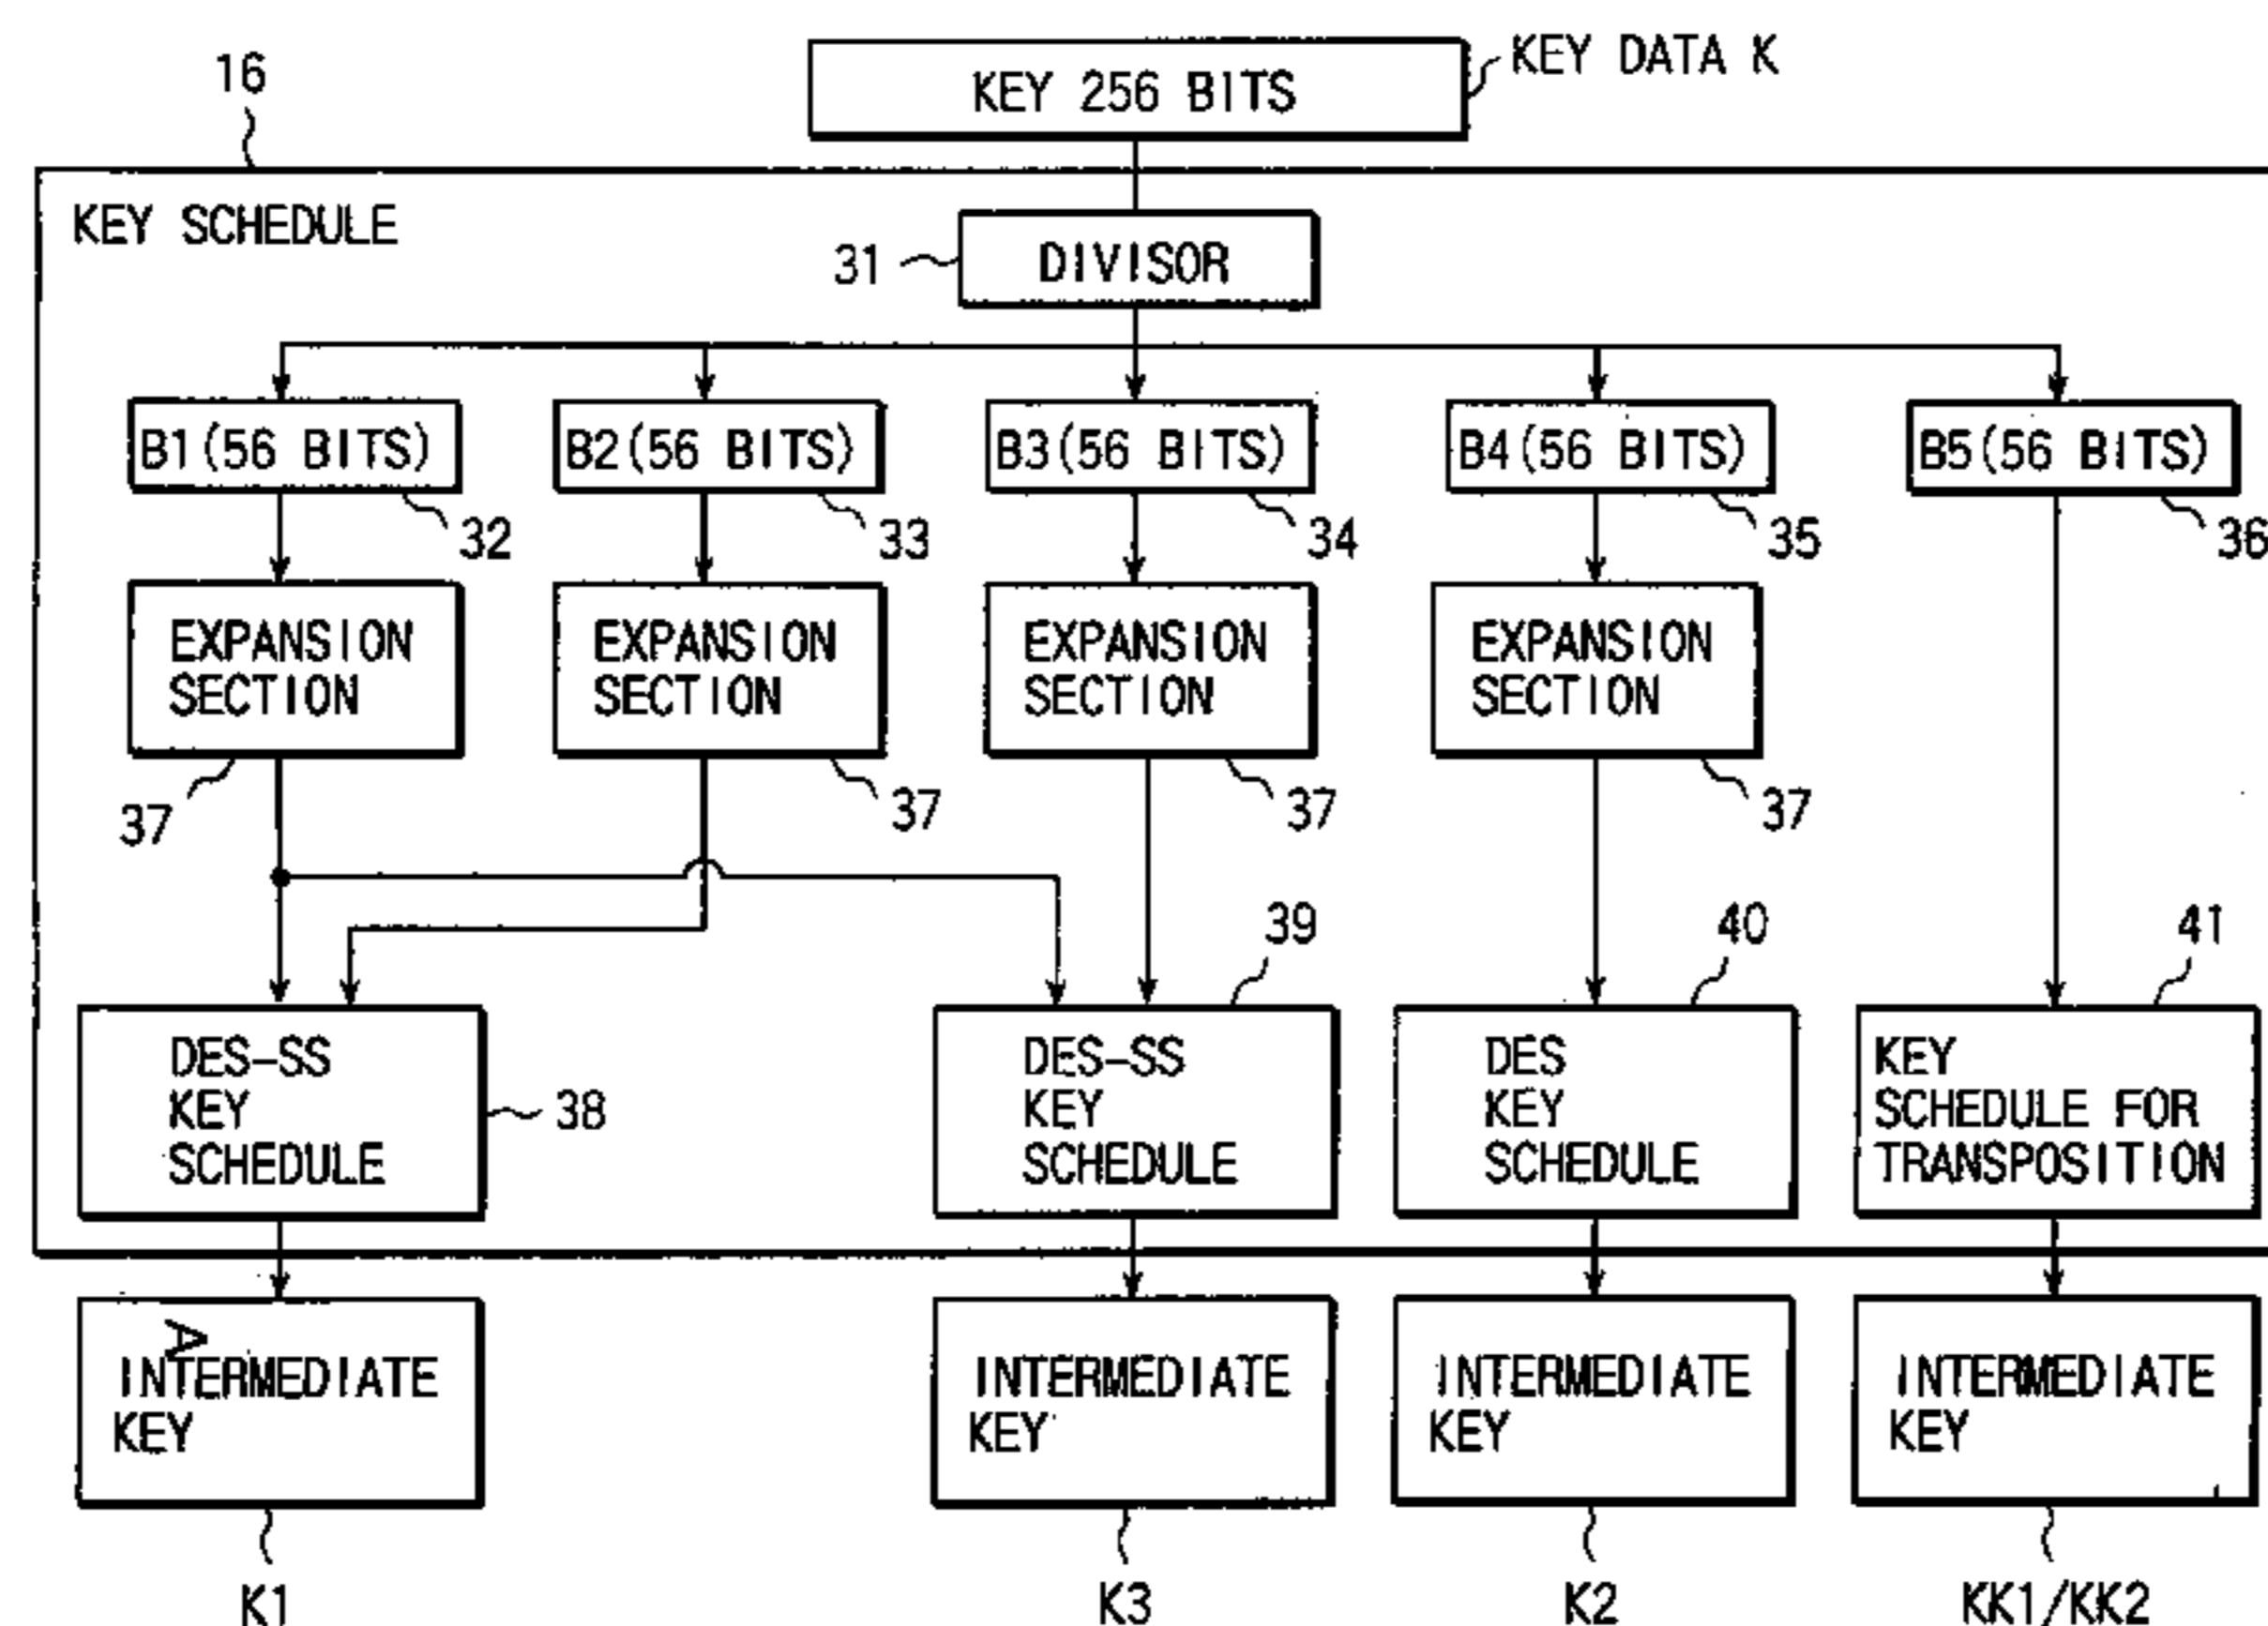 KEY 256 BITS
KEY DATA K
16
KEY SCHEDULE
31
DIVISOR
B1(56 BITS)
B2(56 BITS)
B3(56 BITS)
B4(56 BITS)
B5(56 BITS)
32
33
34
35
36
EXPANSION
SECTION
EXPANSION
SECTION
EXPANSION
SECTION
EXPANSION
SECTION
37
37
37
37
39
40
41
DES-SS
KEY
SCHEDULE
38
DES-SS
KEY
SCHEDULE
DES
KEY
SCHEDULE
KEY
SCHEDULE FOR
TRANSPOSITION
A
INTERMEDIATE
KEY
INTERMEDIATE
KEY
INTERMEDIATE
KEY
INTERMEDIATE
KEY
K1
K3
K2
KK1/KK2